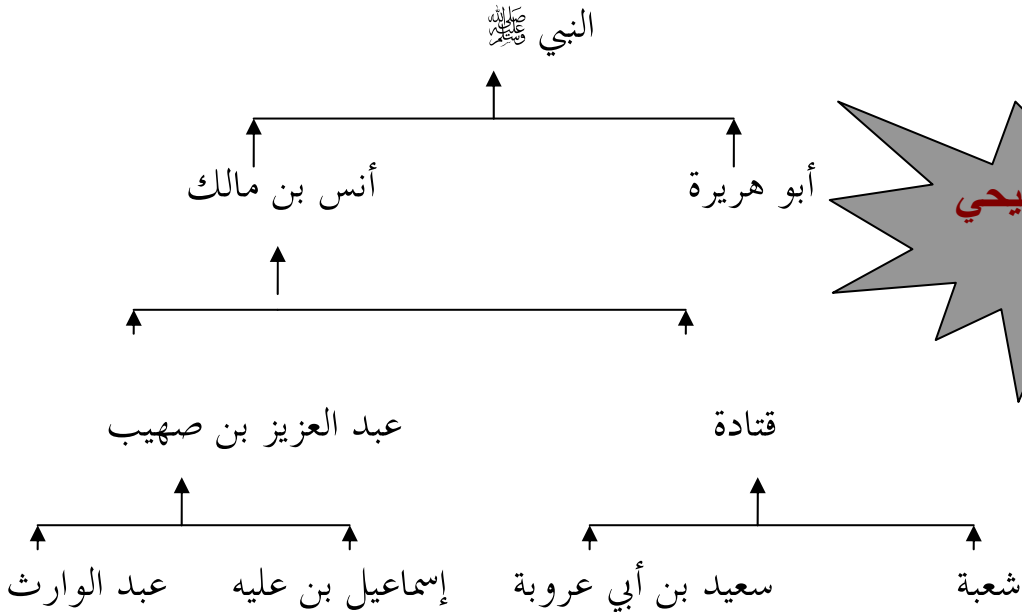 النبي ﷺ
أبو هريرة أنس بن مالك
قتادة عبد العزيز بن صهيب
شعبة سعيد بن أبي عروبة إسماعيل بن عليه عبد الوارث